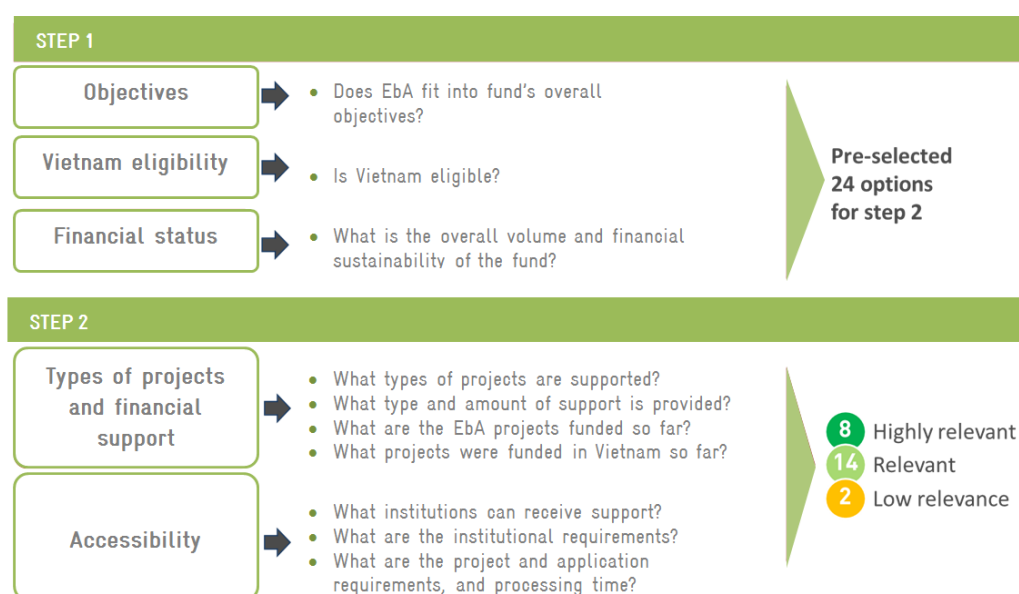 STEP 1
Objectives
• Does EbA fit into fund's overall
objectives?
Vietnam eligibility
• Is Vietnam eligible?
Financial status
• What is the overall volume and financial
sustainability of the fund?
Pre-selected
24 options
for step 2
STEP 2
Types of projects
and financial
support
• What types of projects are supported?
• What type and amount of support is provided?
• What are the EbA projects funded so far?
• What projects were funded in Vietnam so far?
Accessibility
• What institutions can receive support?
• What are the institutional requirements?
• What are the project and application
requirements, and processing time?
8 Highly relevant
14 Relevant
2 Low relevance